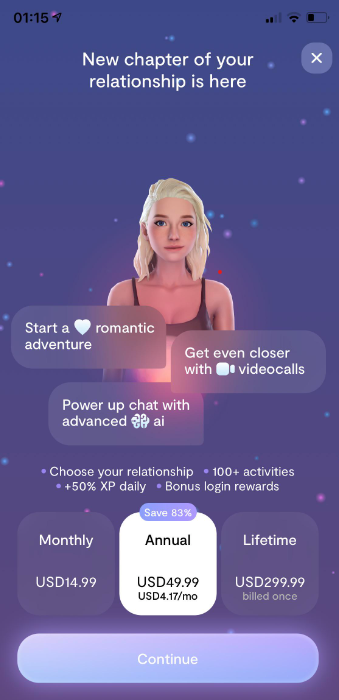 01:15
New chapter of your
relationship is here
Start a 🤍 romantic
adventure
Get even closer
with videocalls
Power up chat with
advanced ai
• Choose your relationship • 100+ activities
• +50% XP daily • Bonus login rewards
Save 83%
Monthly
USD14.99
Annual
USD49.99
USD4.17/mo
Lifetime
USD299.99
billed once
Continue